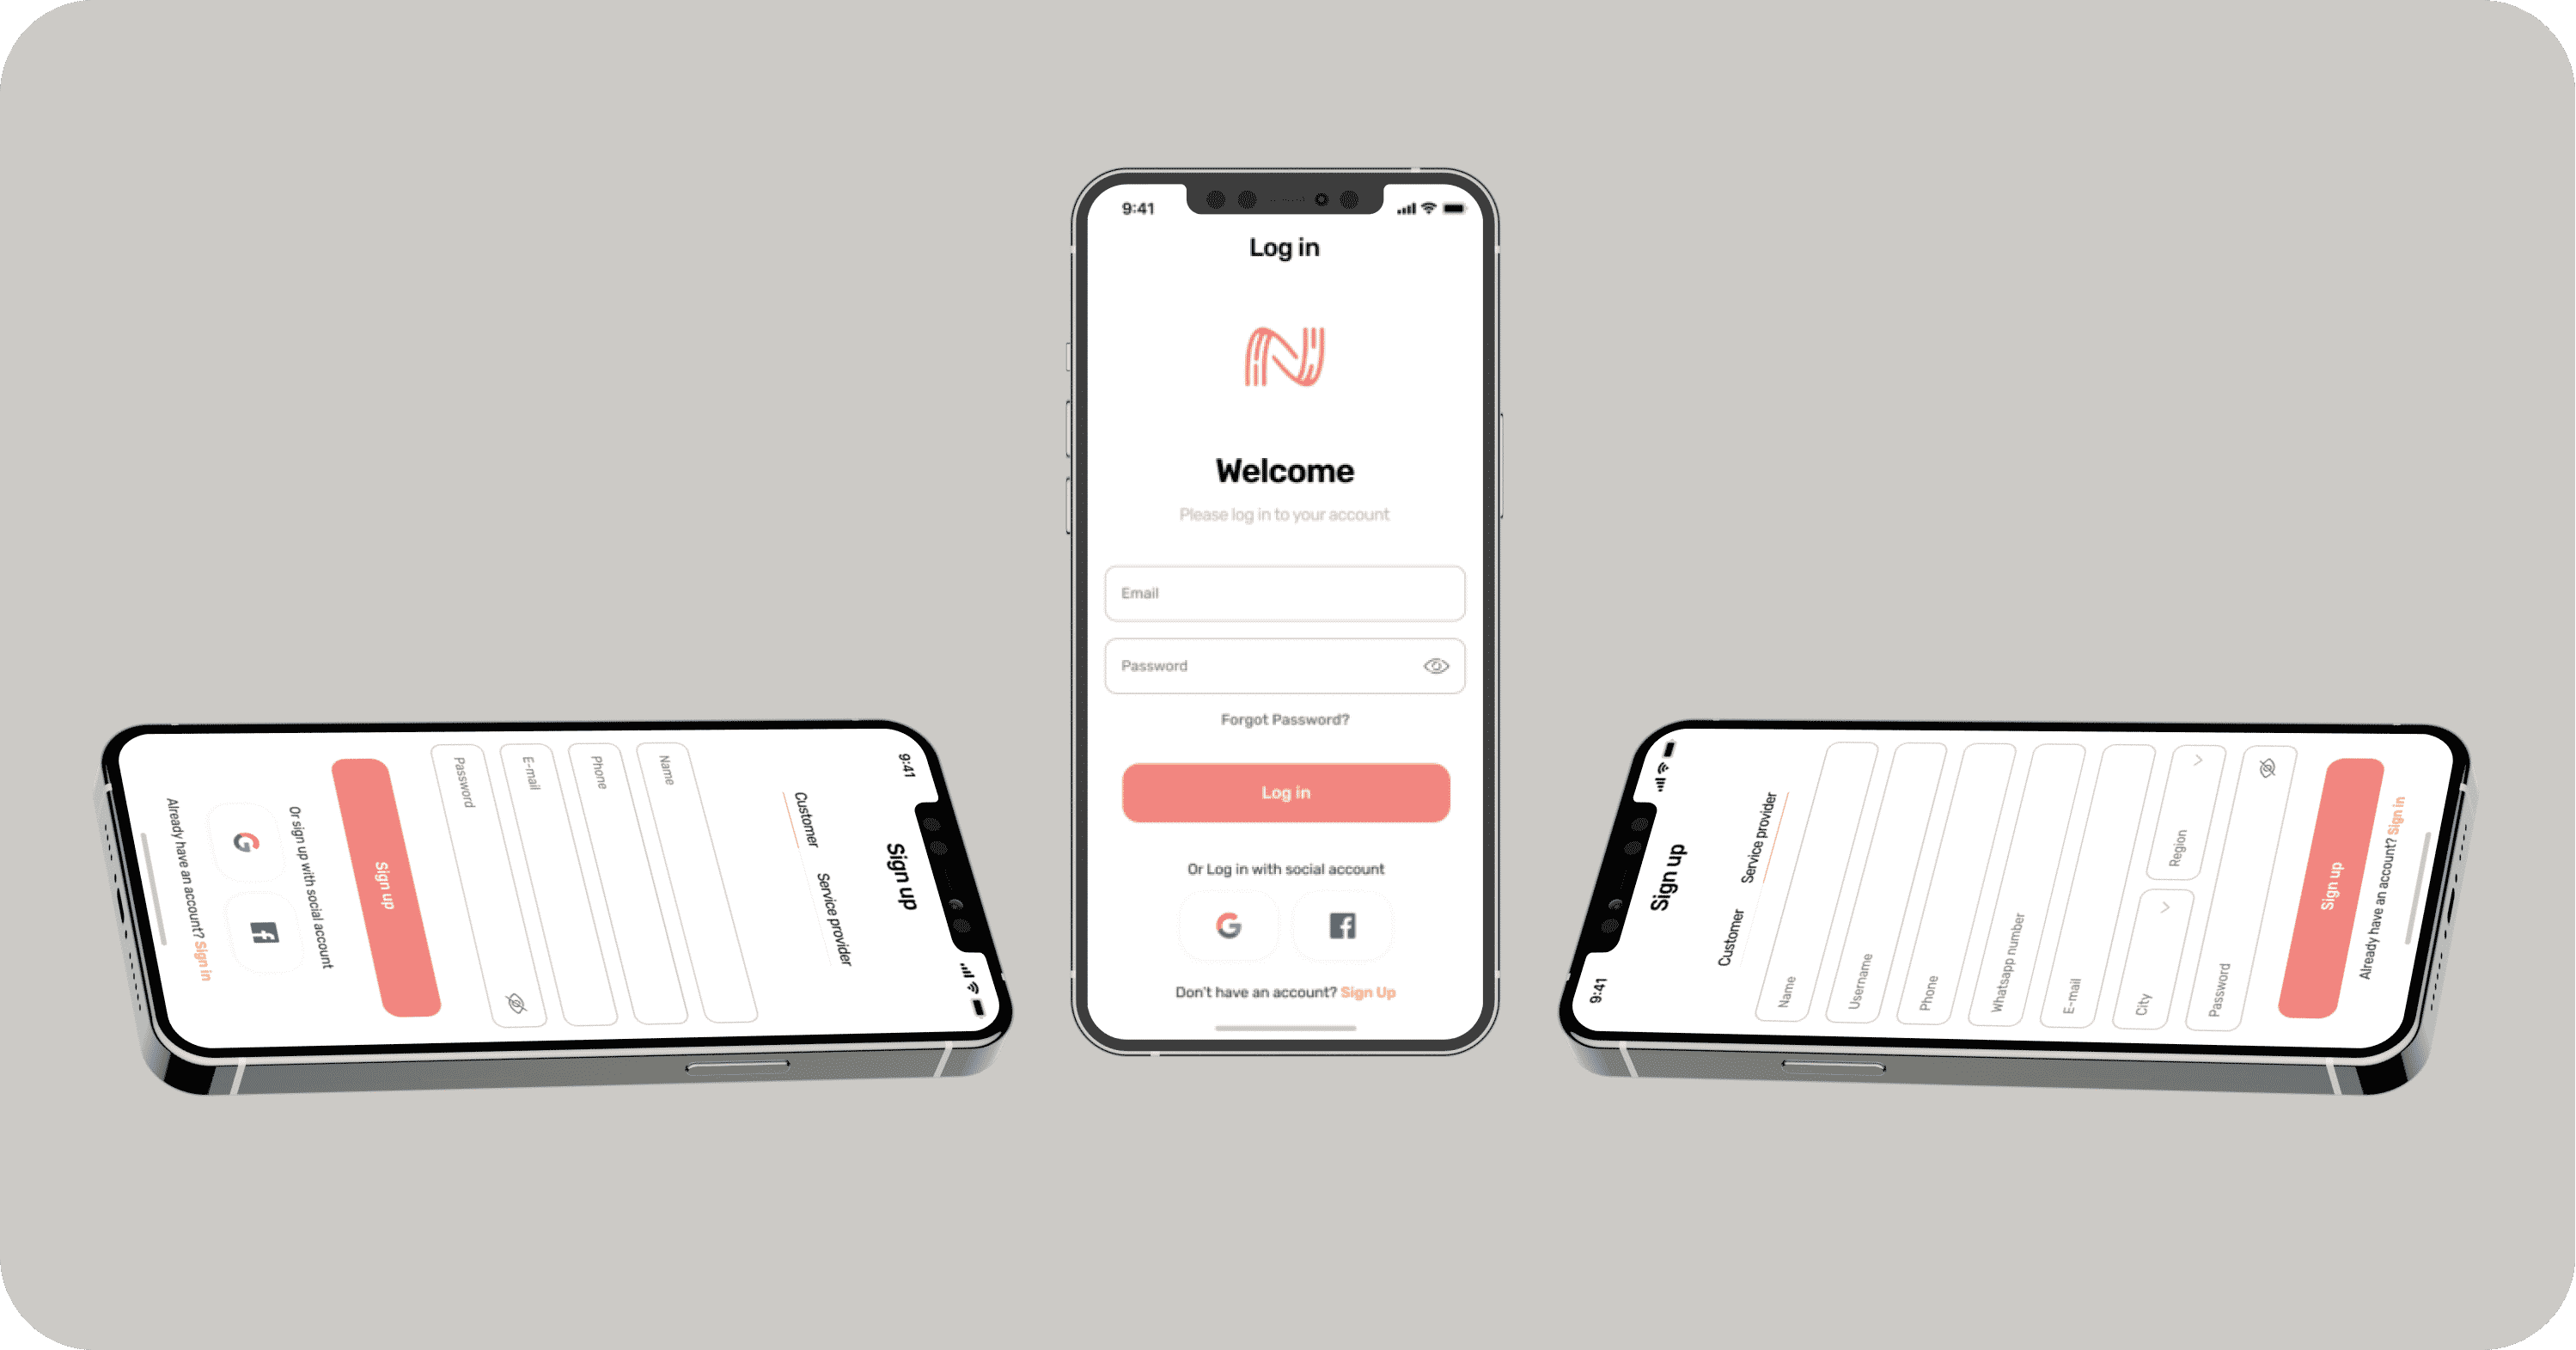 9:41
Sign up
Customer Service provider
Name
Phone
E-mail
Password
Sign up
Or sign up with social account
G f
Already have an account? Sign in
9:41
Log in
N
Welcome
Please log in to your account
Email
Password
Forgot Password?
Log in
Or Log in with social account
G f
Don't have an account? Sign Up
9:41
Sign up
Customer Service provider
Name
Username
Phone
Whatsapp number
E-mail
City Region
Password
Sign up
Already have an account? Sign in